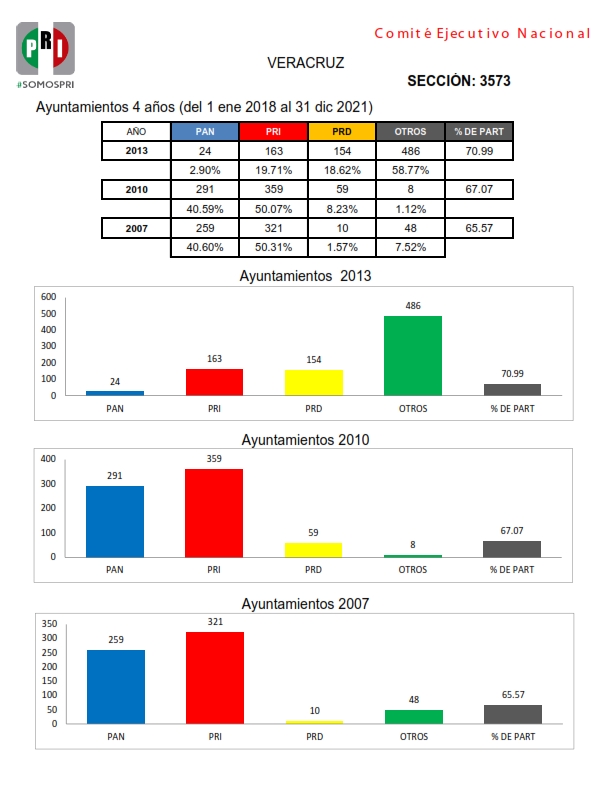 Comité Ejecutivo Nacional
PRI
#SOMOSPRI
VERACRUZ
SECCIÓN: 3573
Ayuntamientos 4 años (del 1 ene 2018 al 31 dic 2021)
AÑO PAN PRI PRD OTROS % DE PART
2013 24 163 154 486 70.99
2.90% 19.71% 18.62% 58.77%
2010 291 359 59 8 67.07
40.59% 50.07% 8.23% 1.12%
2007 259 321 10 48 65.57
40.60% 50.31% 1.57% 7.52%
Ayuntamientos 2013
600
500
400
300
200
100
0
24 163 154 486 70.99
PAN PRI PRD OTROS % DE PART
Ayuntamientos 2010
400
300
200
100
0
291 359 59 8 67.07
PAN PRI PRD OTROS % DE PART
Ayuntamientos 2007
350
300
250
200
150
100
50
0
259 321 10 48 65.57
PAN PRI PRD OTROS % DE PART